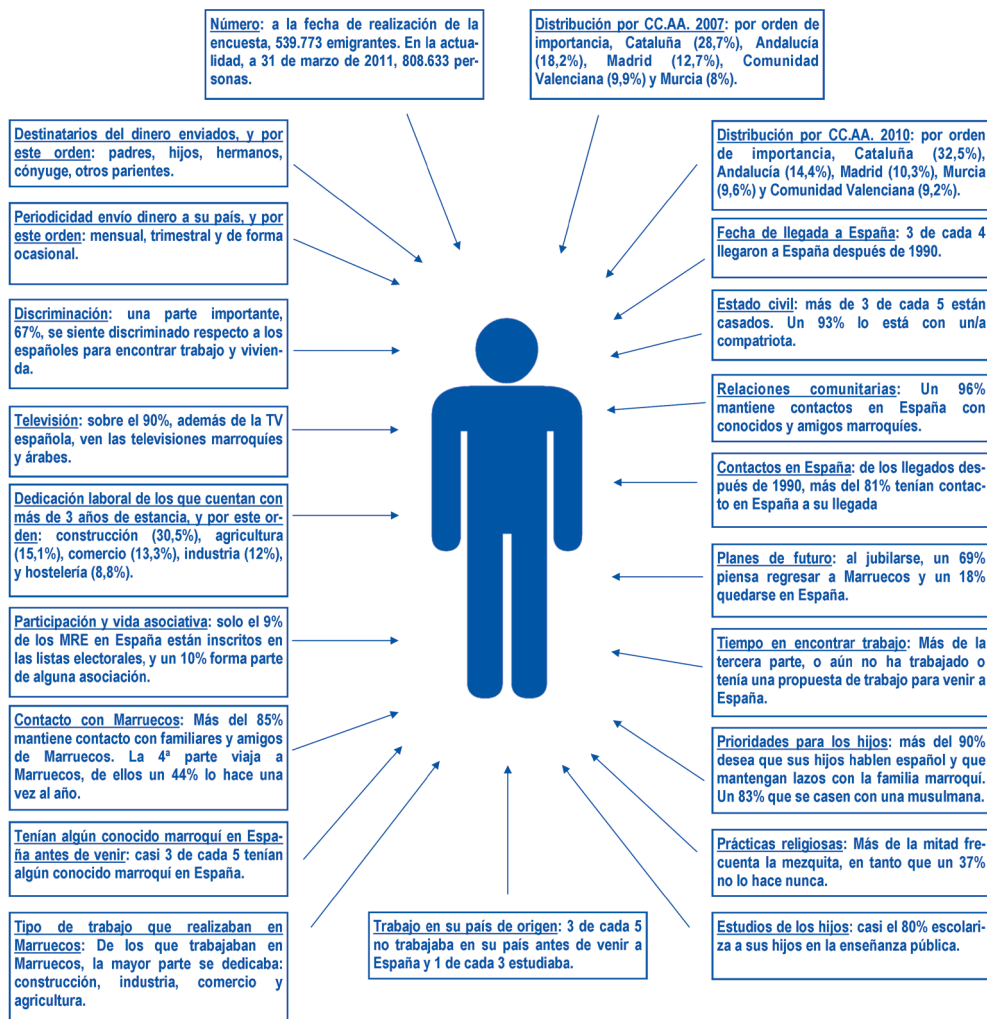 Número: a la fecha de realización de la
encuesta, 539.773 emigrantes. En la actua-
lidad, a 31 de marzo de 2011, 808.633 per-
sonas.
Distribución por CC.AA. 2007: por orden de
importancia, Cataluña (28,7%), Andalucía
(18,2%), Madrid (12,7%), Comunidad
Valenciana (9,9%) y Murcia (8%).
Destinatarios del dinero enviados, y por
este orden: padres, hijos, hermanos,
cónyuge, otros parientes.
Periodicidad envío dinero a su país, y por
este orden: mensual, trimestral y de forma
ocasional.
Discriminación: una parte importante,
67%, se siente discriminado respecto a los
españoles para encontrar trabajo y vivien-
da.
Televisión: sobre el 90%, además de la TV
española, ven las televisiones marroquíes
y árabes.
Dedicación laboral de los que cuentan con
más de 3 años de estancia, y por este or-
den: construcción (30,5%), agricultura
(15,1%), comercio (13,3%), industria (12%),
y hostelería (8,8%).
Participación y vida asociativa: solo el 9%
de los MRE en España están inscritos en
las listas electorales, y un 10% forma parte
de alguna asociación.
Contacto con Marruecos: Más del 85%
mantiene contacto con familiares y amigos
de Marruecos. La 4ª parte viaja a
Marruecos, de ellos un 44% lo hace una
vez al año.
Tenían algún conocido marroquí en Espa-
ña antes de venir: casi 3 de cada 5 tenían
algún conocido marroquí en España.
Tipo de trabajo que realizaban en
Marruecos: De los que trabajaban en
Marruecos, la mayor parte se dedicaba:
construcción, industria, comercio y
agricultura.
Trabajo en su país de origen: 3 de cada 5
no trabajaba en su país antes de venir a
España y 1 de cada 3 estudiaba.
Distribución por CC.AA. 2010: por orden
de importancia, Cataluña (32,5%),
Andalucía (14,4%), Madrid (10,3%), Murcia
(9,6%) y Comunidad Valenciana (9,2%).
Fecha de llegada a España: 3 de cada 4
llegaron a España después de 1990.
Estado civil: más de 3 de cada 5 están
casados. Un 93% lo está con un/a
compatriota.
Relaciones comunitarias: Un 96%
mantiene contactos en España con
conocidos y amigos marroquíes.
Contactos en España: de los llegados des-
pués de 1990, más del 81% tenían contac-
to en España a su llegada
Planes de futuro: al jubilarse, un 69%
piensa regresar a Marruecos y un 18%
quedarse en España.
Tiempo en encontrar trabajo: Más de la
tercera parte, o aún no ha trabajado o
tenía una propuesta de trabajo para venir a
España.
Prioridades para los hijos: más del 90%
desea que sus hijos hablen español y que
mantengan lazos con la familia marroquí.
Un 83% que se casen con una musulmana.
Prácticas religiosas: Más de la mitad fre-
cuenta la mezquita, en tanto que un 37%
no lo hace nunca.
Estudios de los hijos: casi el 80% escolari-
za a sus hijos en la enseñanza pública.